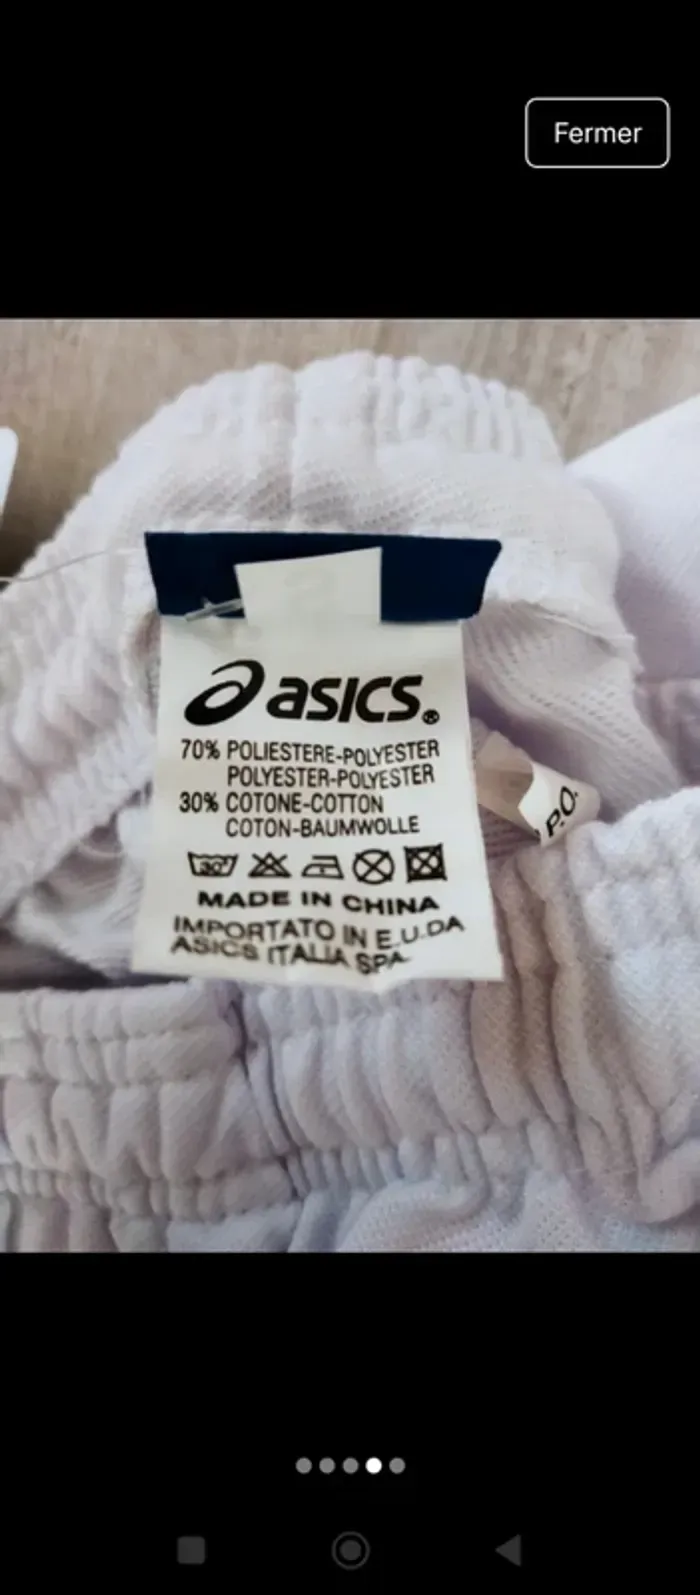 Fermer
asics®
70% POLIESTERE-POLYESTER
POLYESTER-POLYESTER
30% COTONE-COTTON
COTON-BAUMWOLLE
30°
MADE IN CHINA
IMPORTATO IN E.U.DA
ASICS ITALIA SPA
P.O.